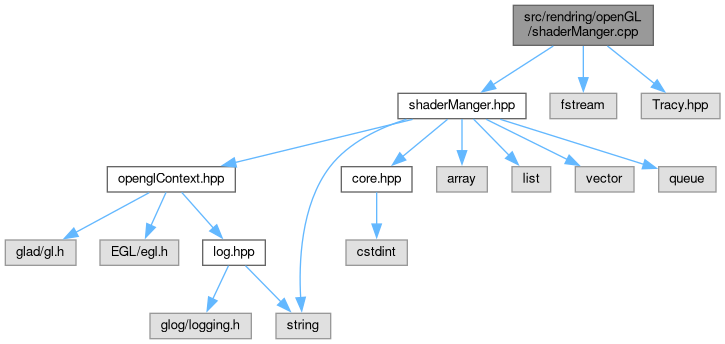 src/rendring/openGL
/shaderManger.cpp
shaderManger.hpp
fstream
Tracy.hpp
openglContext.hpp
core.hpp
array
list
vector
queue
glad/gl.h
EGL/egl.h
log.hpp
cstdint
glog/logging.h
string